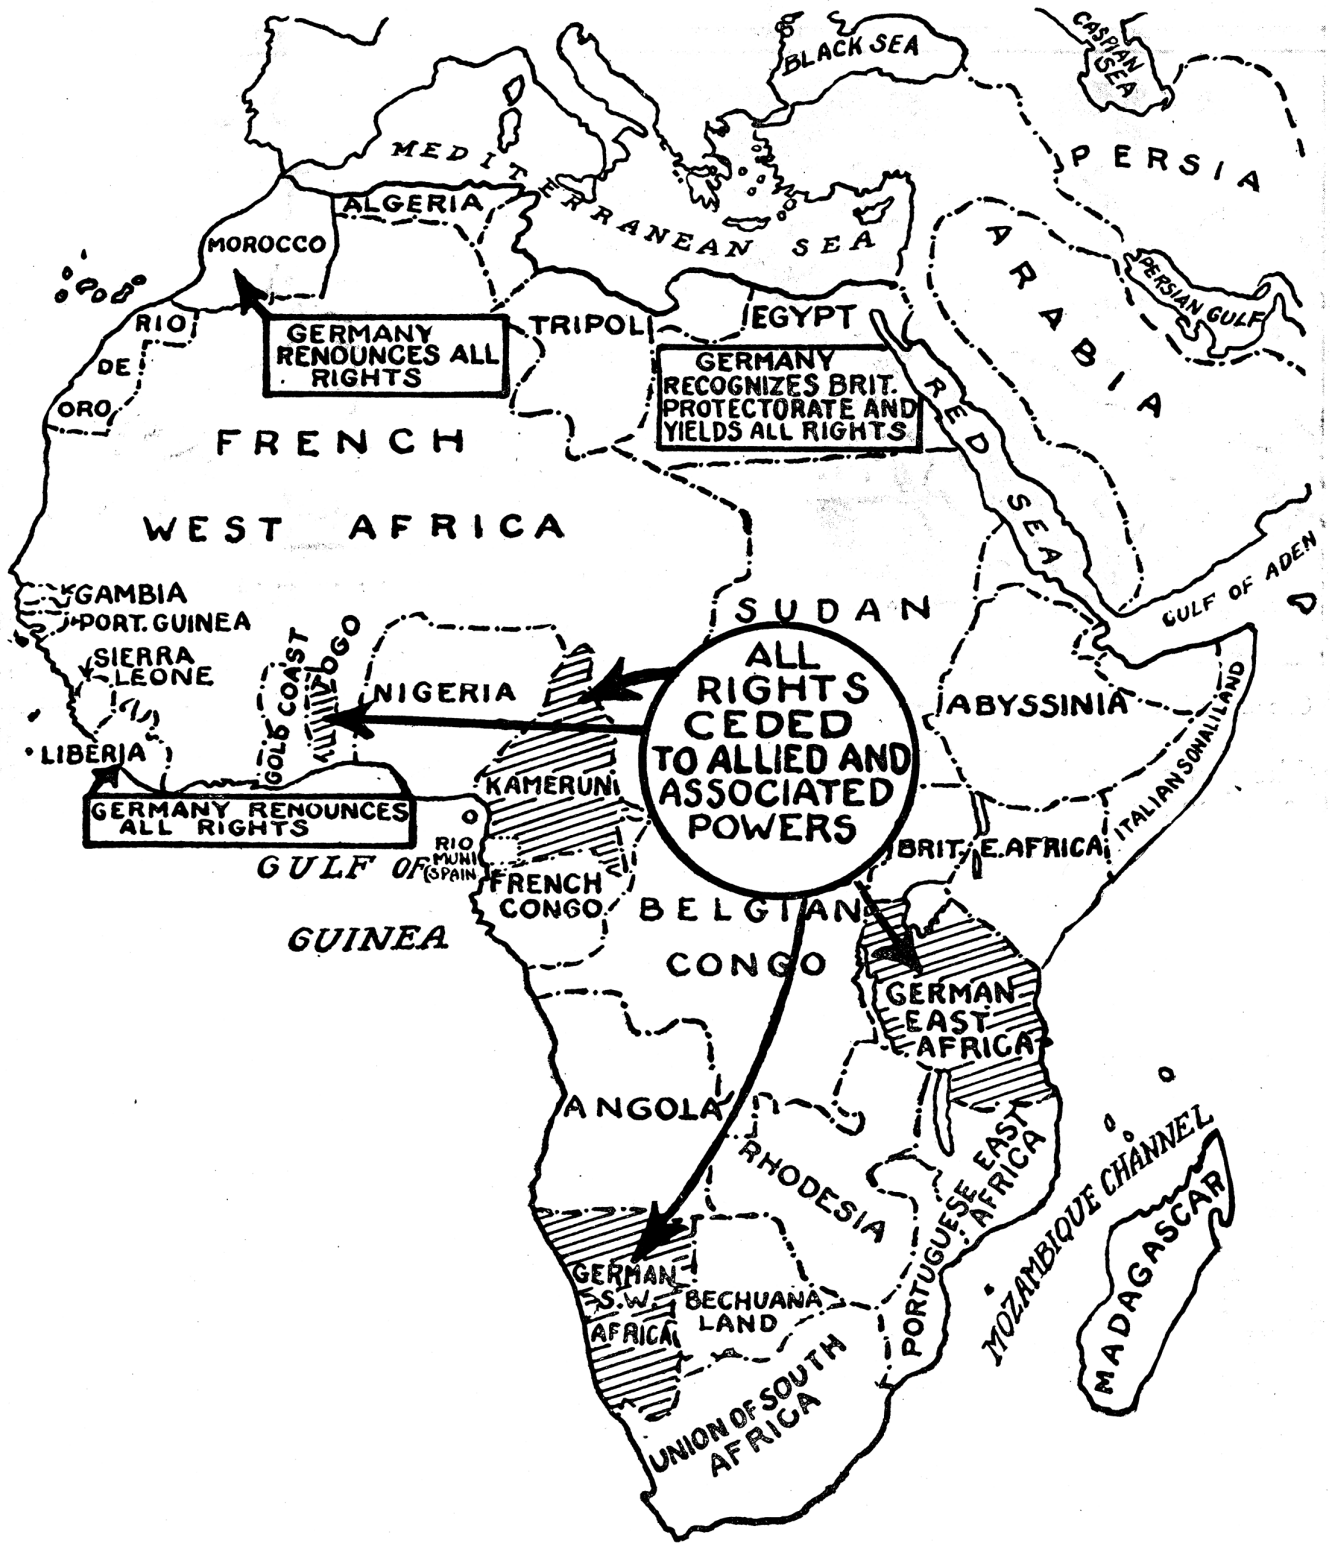 BLACK SEA
CASPIAN
SEA
MEDITERRANEAN SEA
PERSIA
ALGERIA
MOROCCO
ARABIA
PERSIAN GULF
RIO
DE
ORO
GERMANY
RENOUNCES ALL
RIGHTS
TRIPOLI
EGYPT
GERMANY
RECOGNIZES BRIT.
PROTECTORATE AND
YIELDS ALL RIGHTS
RED SEA
FRENCH
WEST AFRICA
GULF OF ADEN
GAMBIA
PORT. GUINEA
SIERRA
LEONE
SUDAN
GOLD COAST
TOGO
NIGERIA
ALL
RIGHTS
CEDED
TO ALLIED AND
ASSOCIATED
POWERS
ABYSSINIA
ITALIAN SONALILAND
LIBERIA
KAMERUN
GERMANY RENOUNCES
ALL RIGHTS
BRIT. E. AFRICA
GULF OF
GUINEA
RIO
MUNI
(SPAIN
FRENCH
CONGO
BELGIAN
CONGO
GERMAN
EAST
AFRICA
ANGOLA
RHODESIA
PORTUGUESE EAST
AFRICA
MOZAMBIQUE CHANNEL
MADAGASCAR
GERMAN
S.W.
AFRICA
BECHUANA
LAND
UNION OF SOUTH
AFRICA